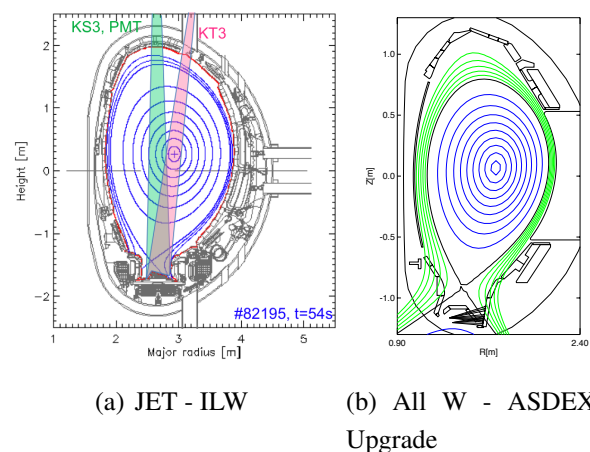 KS3, PMT
KT3
2
1
0
-1
-2
Height [m]
#82195, t=54s
1 2 3 4 5
Major radius [m]
1.0
0.5
0.0
-0.5
-1.0
Z[m]
0.90 2.40
R[m]
(a) JET - ILW
(b) All W - ASDEX
Upgrade